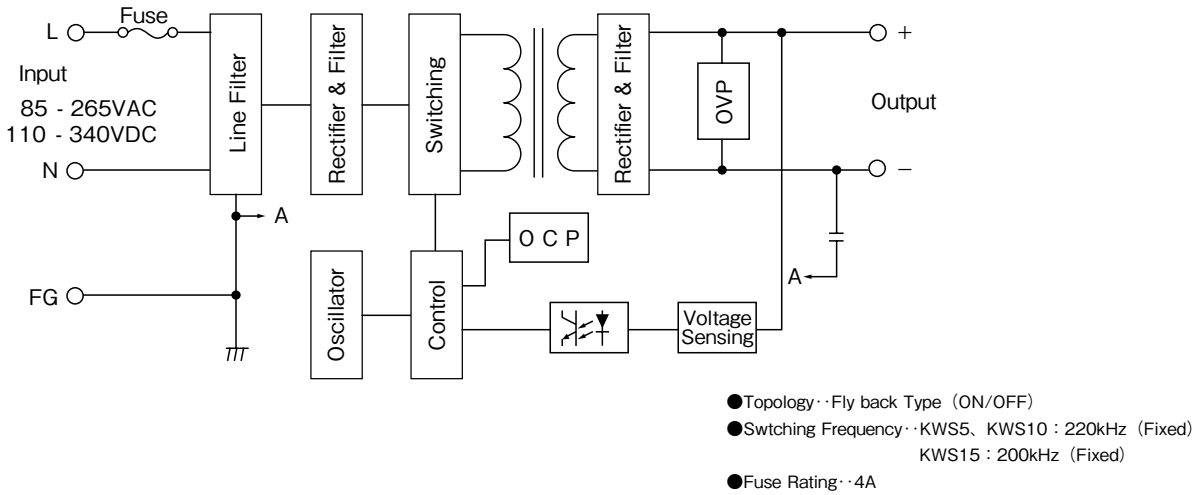 Fuse
L
Input
85 - 265VAC
110 - 340VDC
N
FG
Line Filter
A
Rectifier & Filter
Switching
Rectifier & Filter
OVP
+
Output
−
A
Oscillator
Control
O C P
Voltage
Sensing
●Topology‥Fly back Type（ON/OFF）
●Swtching Frequency‥KWS5、KWS10：220kHz（Fixed）
KWS15：200kHz（Fixed）
●Fuse Rating‥4A